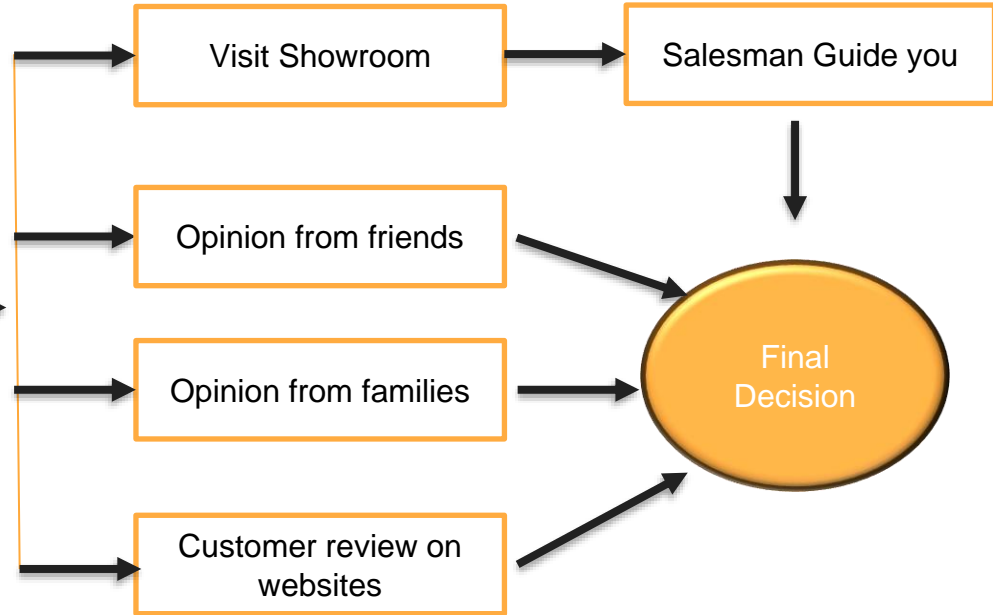 Visit Showroom
Salesman Guide you
Opinion from friends
Opinion from families
Final
Decision
Customer review on
websites